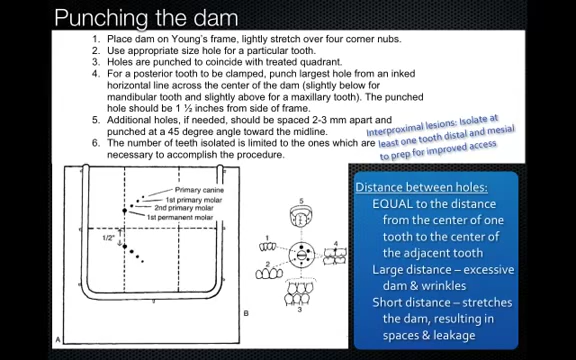 Punching the dam
1. Place dam on Young's frame, lightly stretch over four corner nubs.
2. Use appropriate size hole for a particular tooth.
3. Holes are punched to coincide with treated quadrant.
4. For a posterior tooth to be clamped, punch largest hole from an inked
horizontal line across the center of the dam (slightly below for
mandibular tooth and slightly above for a maxillary tooth). The punched
hole should be 1 ½ inches from side of frame.
5. Additional holes, if needed, should be spaced 2-3 mm apart and
punched at a 45 degree angle toward the midline.
6. The number of teeth isolated is limited to the ones which are
necessary to accomplish the procedure.
Interproximal lesions: Isolate at
least one tooth distal and mesial
to prep for improved access
Primary canine
1st primary molar
2nd primary molar
1st permanent molar
1/2"
A
5
1
4
2
3
B
Distance between holes:
EQUAL to the distance
from the center of one
tooth to the center of
the adjacent tooth
Large distance – excessive
dam & wrinkles
Short distance – stretches
the dam, resulting in
spaces & leakage